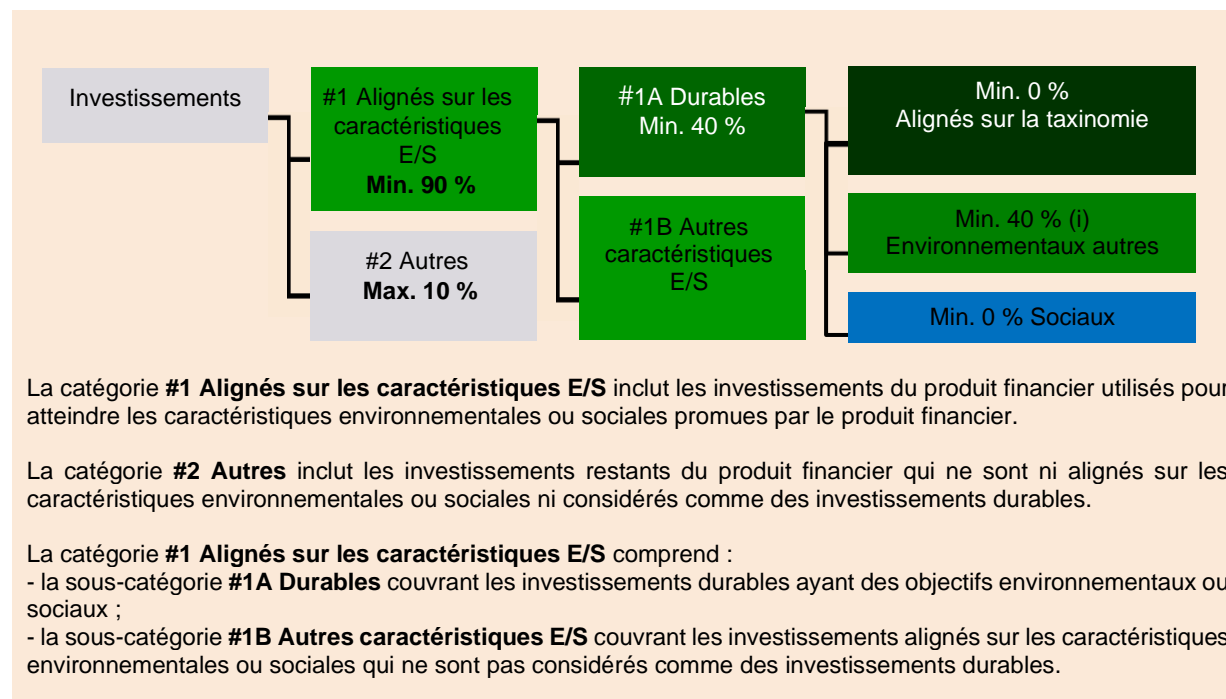 Investissements
#1 Alignés sur les
caractéristiques
E/S
Min. 90 %
#2 Autres
Max. 10 %
#1A Durables
Min. 40 %
#1B Autres
caractéristiques
E/S
Min. 0 %
Alignés sur la taxinomie
Min. 40 % (i)
Environnementaux autres
Min. 0 % Sociaux
La catégorie #1 Alignés sur les caractéristiques E/S inclut les investissements du produit financier utilisés pour
atteindre les caractéristiques environnementales ou sociales promues par le produit financier.
La catégorie #2 Autres inclut les investissements restants du produit financier qui ne sont ni alignés sur les
caractéristiques environnementales ou sociales ni considérés comme des investissements durables.
La catégorie #1 Alignés sur les caractéristiques E/S comprend :
- la sous-catégorie #1A Durables couvrant les investissements durables ayant des objectifs environnementaux ou
sociaux ;
- la sous-catégorie #1B Autres caractéristiques E/S couvrant les investissements alignés sur les caractéristiques
environnementales ou sociales qui ne sont pas considérés comme des investissements durables.